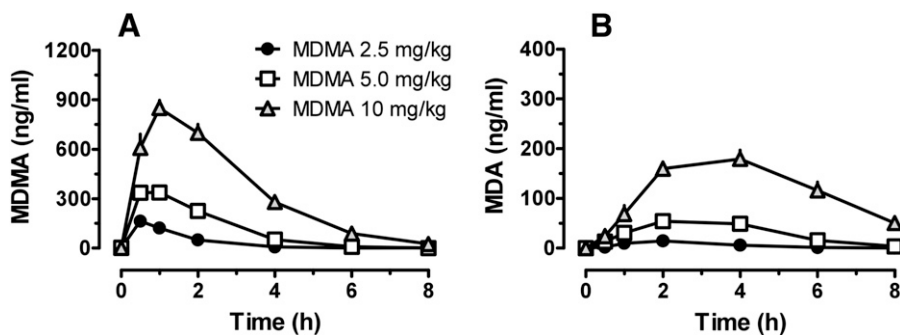 A
MDMA 2.5 mg/kg
MDMA 5.0 mg/kg
MDMA 10 mg/kg
MDMA (ng/ml)
1200
900
600
300
0
0 2 4 6 8
Time (h)
B
MDA (ng/ml)
400
300
200
100
0
0 2 4 6 8
Time (h)